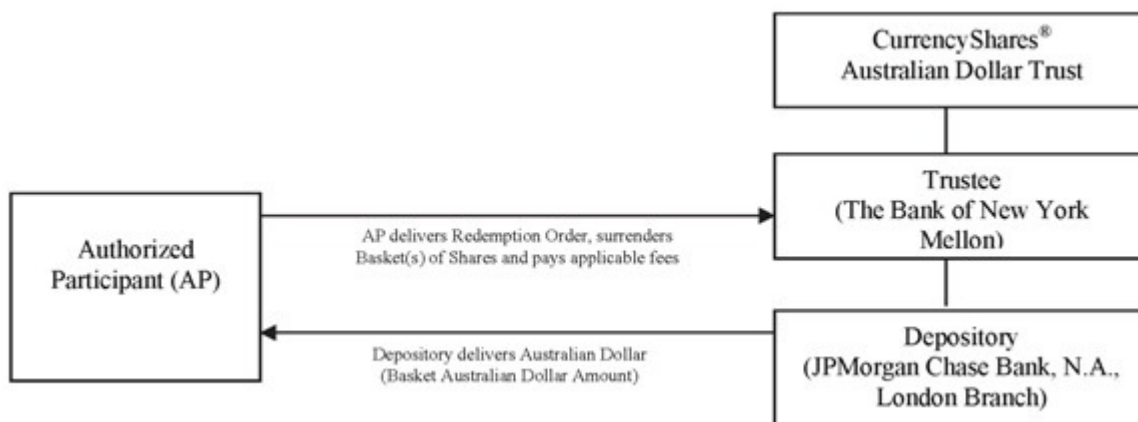 CurrencyShares®
Australian Dollar Trust
Trustee
(The Bank of New York
Mellon)
Authorized
Participant (AP)
AP delivers Redemption Order, surrenders
Basket(s) of Shares and pays applicable fees
Depository delivers Australian Dollar
(Basket Australian Dollar Amount)
Depository
(JPMorgan Chase Bank, N.A.,
London Branch)